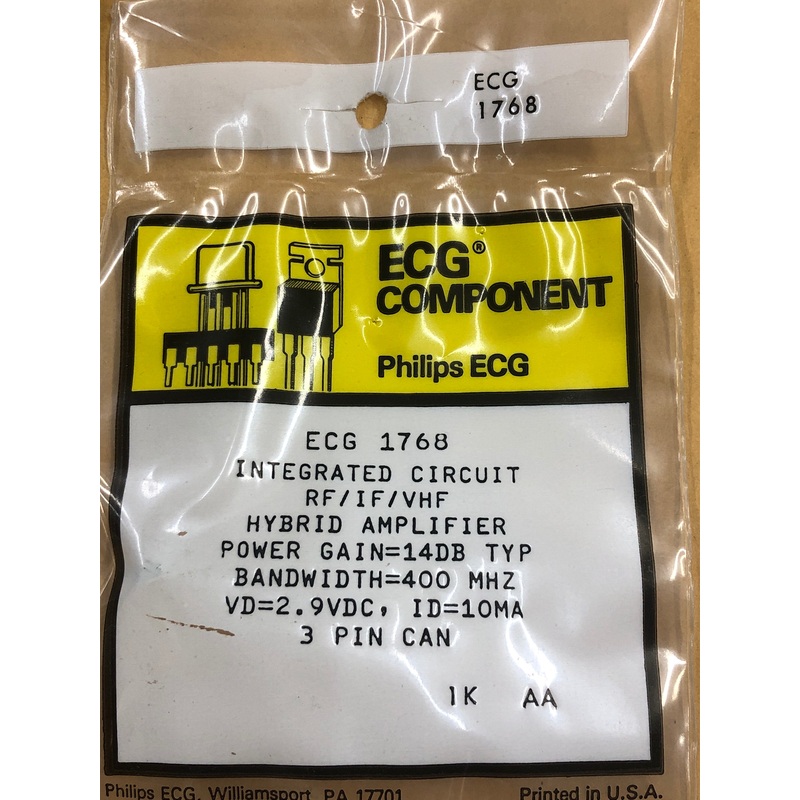 ECG
1768
ECG®
COMPONENT
Philips ECG
ECG 1768
INTEGRATED CIRCUIT
RF/IF/VHF
HYBRID AMPLIFIER
POWER GAIN=14DB TYP
BANDWIDTH=400 MHZ
VD=2.9VDC, ID=10MA
3 PIN CAN
1K AA
Philips ECG, Williamsport, PA 17701
Printed in U.S.A.